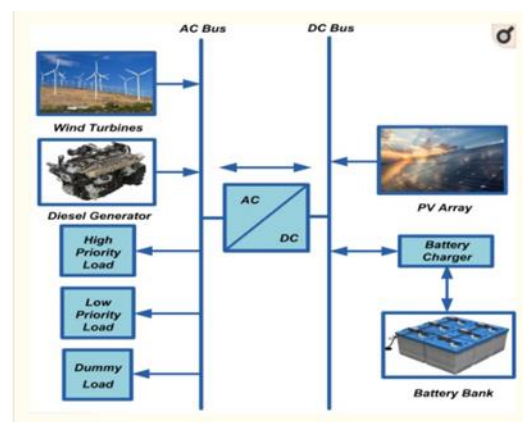 AC Bus
DC Bus
Wind Turbines
Diesel Generator
High
Priority
Load
Low
Priority
Load
Dummy
Load
AC
DC
PV Array
Battery
Charger
Battery Bank